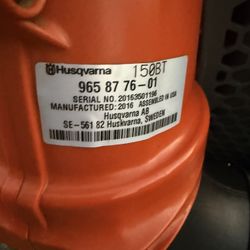 Husqvarna 150BT
965 87 76-01
SERIAL NO. 20163501196
MANUFACTURED: 2016 ASSEMBLED IN USA
Husqvarna AB
SE-561 82 Huskvarna, SWEDEN